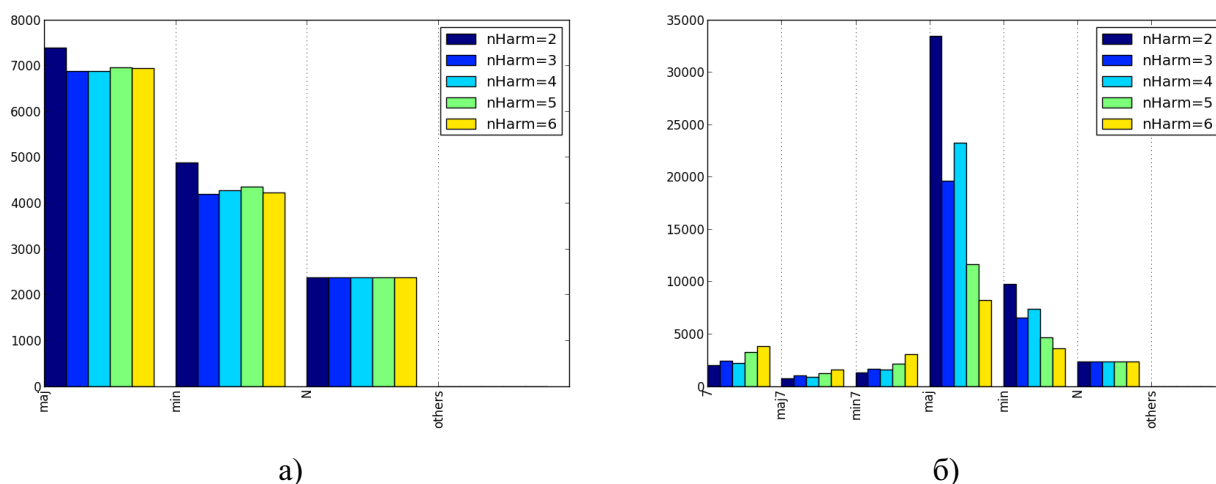 8000
7000
6000
5000
4000
3000
2000
1000
0
maj
min
N
others
nHarm=2
nHarm=3
nHarm=4
nHarm=5
nHarm=6
35000
30000
25000
20000
15000
10000
5000
0
7
maj7
min7
maj
min
N
others
nHarm=2
nHarm=3
nHarm=4
nHarm=5
nHarm=6
а)
б)